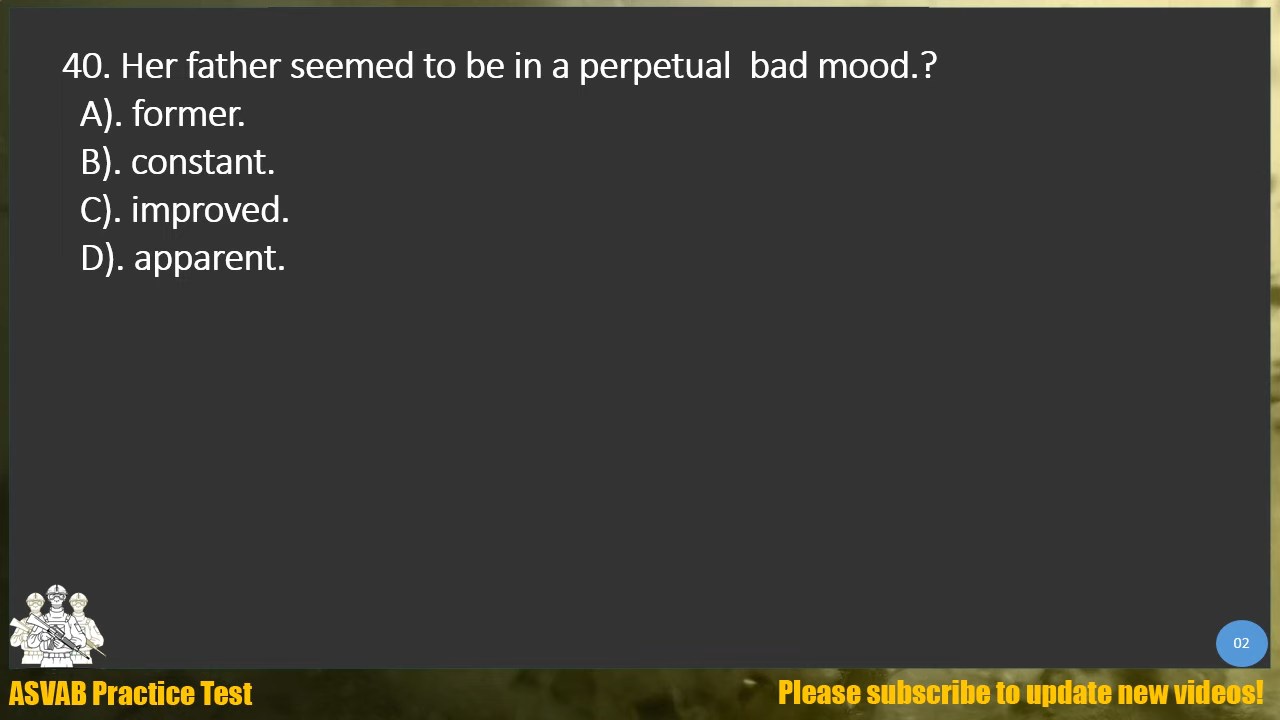 40. Her father seemed to be in a perpetual  bad mood.?
A). former.
B). constant.
C). improved.
D). apparent.
02
ASVAB Practice Test
Please subscribe to update new videos!